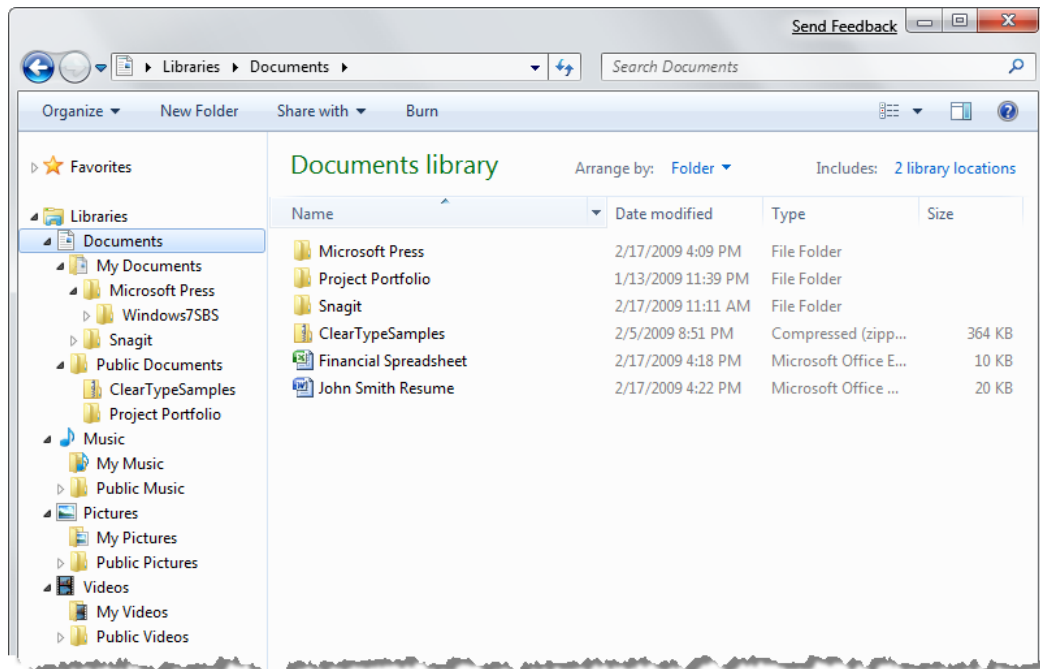 Send Feedback
Libraries Documents
Search Documents
Organize New Folder Share with Burn
Favorites
Libraries
Documents
My Documents
Microsoft Press
Windows7SBS
Snagit
Public Documents
ClearTypeSamples
Project Portfolio
Music
My Music
Public Music
Pictures
My Pictures
Public Pictures
Videos
My Videos
Public Videos
Documents library
Arrange by: Folder Includes: 2 library locations
Name Date modified Type Size
Microsoft Press 2/17/2009 4:09 PM File Folder
Project Portfolio 1/13/2009 11:39 PM File Folder
Snagit 2/17/2009 11:11 AM File Folder
ClearTypeSamples 2/5/2009 8:51 PM Compressed (zipp... 364 KB
Financial Spreadsheet 2/17/2009 4:18 PM Microsoft Office E... 10 KB
John Smith Resume 2/17/2009 4:22 PM Microsoft Office ... 20 KB